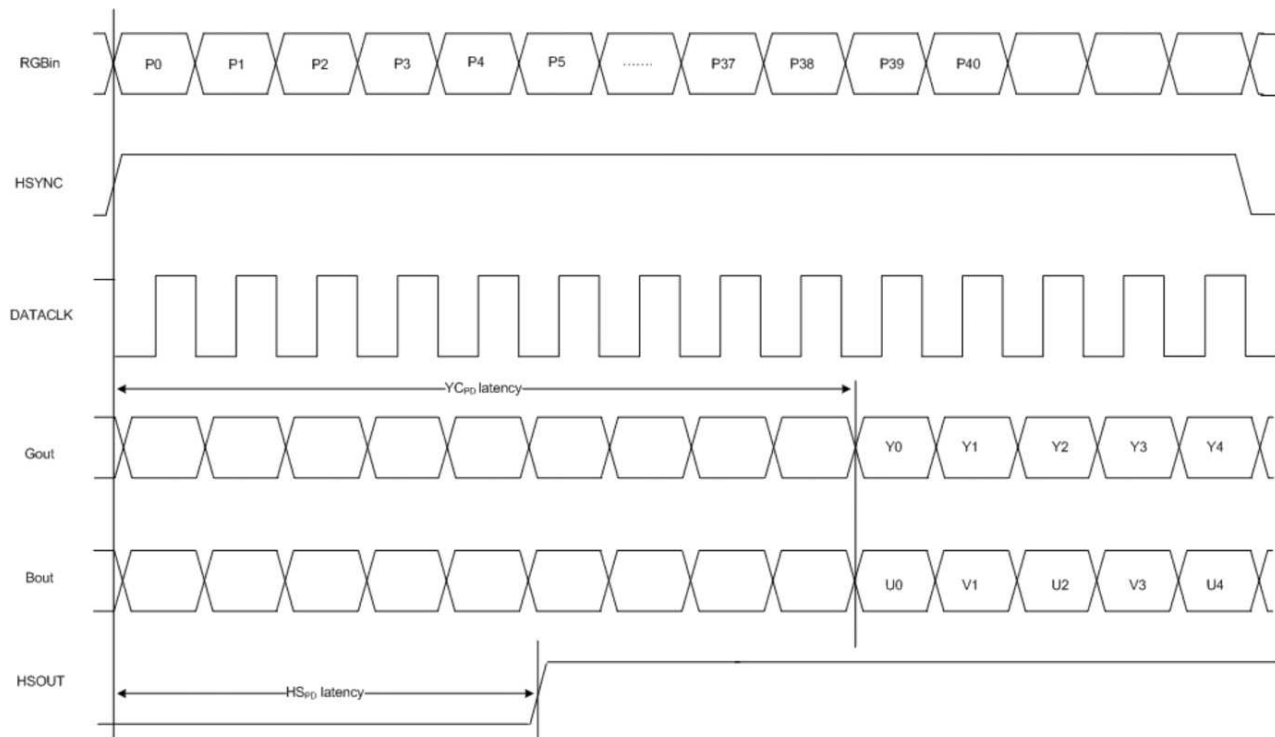 RGBin P0 P1 P2 P3 P4 P5 ....... P37 P38 P39 P40
HSYNC
DATACLK
YCPD latency
Gout Y0 Y1 Y2 Y3 Y4
Bout U0 V1 U2 V3 U4
HSOUT
HSPD latency